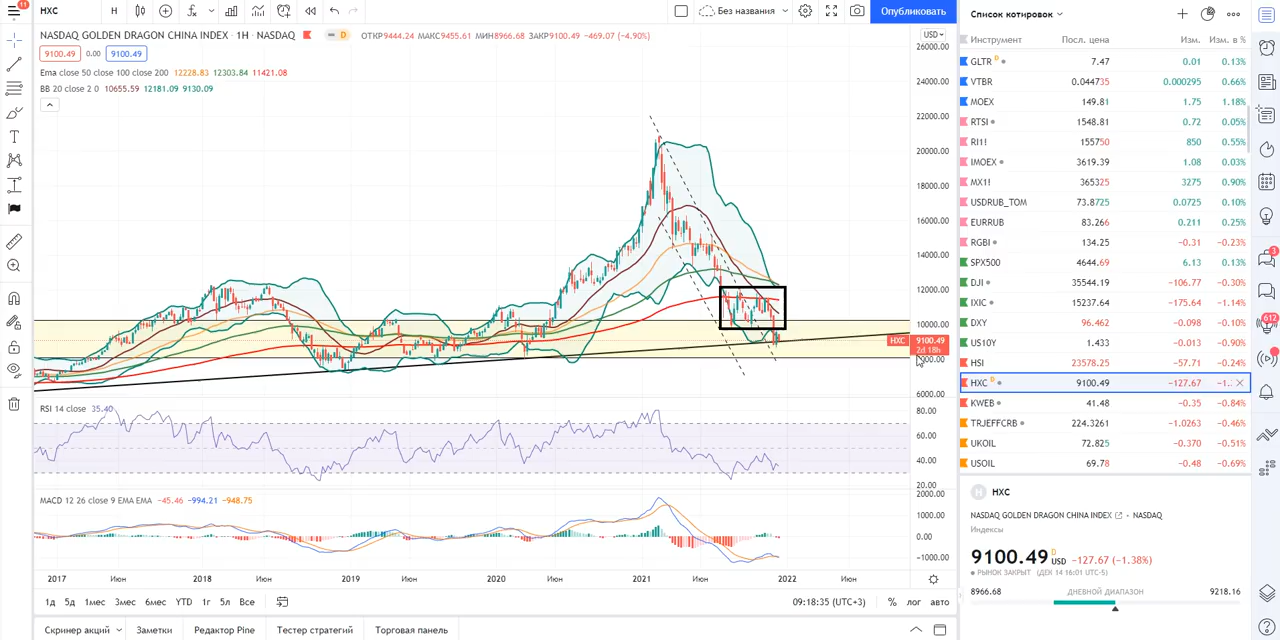 11
HXC
Н
Без названия
Опубликовать
NASDAQ GOLDEN DRAGON CHINA INDEX · 1Н · NASDAQ
D
ОТКР9444.24 МАКС9455.61 МИН8966.68 ЗАКР9100.49 −469.07 (−4.90%)
9100.49 0.00 9100.49
Ema close 50 close 100 close 200 12228.83 12303.84 11421.08
BB 20 close 2 0 10655.59 12181.09 9130.09
USD
26000.00
24000.00
22000.00
20000.00
18000.00
16000.00
14000.00
12000.00
10000.00
HXC 9100.49
2d 18h
8000.00
6000.00
RSI 14 close 35.40
80.00
60.00
40.00
20.00
MACD 12 26 close 9 EMA EMA −45.46 −994.21 −948.75
2000.00
1000.00
0.00
−1000.00
2017 Июн 2018 Июн 2019 Июн 2020 Июн 2021 Июн 2022 Июн
1д 5д 1мес 3мес 6мес YTD 1г 5л Все
09:18:35 (UTC+3) % лог авто
Скринер акций Заметки Редактор Pine Тестер стратегий Торговая панель
Список котировок
Инструмент Посл. цена Изм. Изм. в %
GLTR D 7.47 0.01 0.13%
VTBR 0.044735 0.000295 0.66%
MOEX 149.81 1.75 1.18%
RTSI 1548.81 0.72 0.05%
RI1! 155750 850 0.55%
IMOEX 3619.39 1.08 0.03%
MX1! 365325 3275 0.90%
USDRUB_TOM 73.8725 0.0725 0.10%
EURRUB 83.266 0.211 0.25%
RGBI 134.25 −0.31 −0.23%
SPX500 4644.69 6.13 0.13%
DJI 35544.19 −106.77 −0.30%
IXIC 15237.64 −175.64 −1.14%
DXY 96.462 −0.098 −0.10%
US10Y 1.433 −0.013 −0.90%
HSI 23578.25 −57.71 −0.24%
HXC D 9100.49 −127.67
KWEB 41.48 −0.35 −0.84%
TRJEFFCRB 224.3261 −1.0263 −0.46%
UKOIL 72.825 −0.370 −0.51%
USOIL 69.78 −0.48 −0.69%
H HXC
NASDAQ GOLDEN DRAGON CHINA INDEX · NASDAQ
Индексы
9100.49 D USD −127.67 (−1.38%)
РЫНОК ЗАКРЫТ (ДЕК 14 16:01 UTC-5)
8966.68 ДНЕВНОЙ ДИАПАЗОН 9218.16
3
612